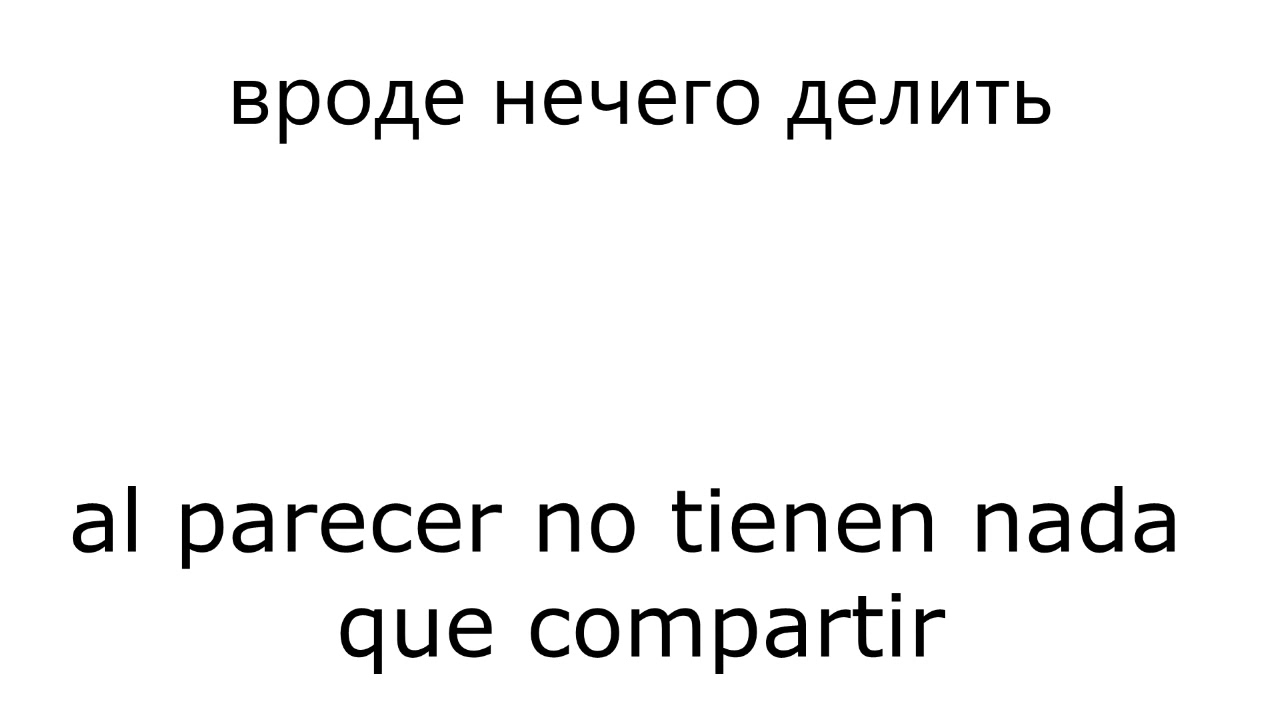 вроде нечего делить
al parecer no tienen nada
que compartir